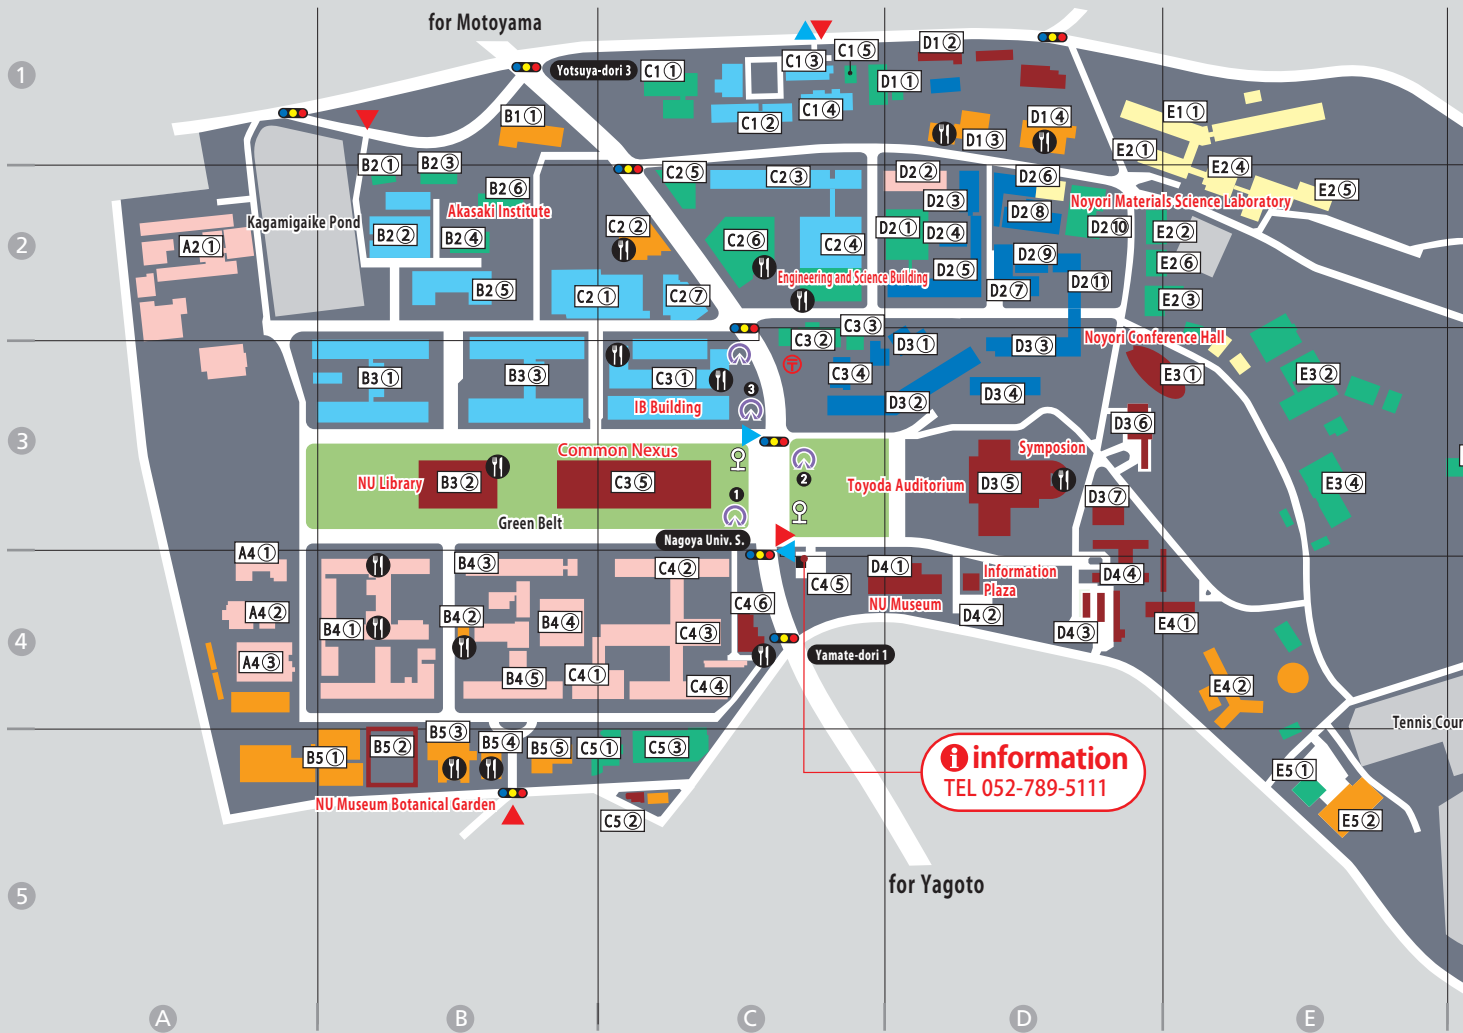 for Motoyama
1
Yotsuya-dori 3
C1①
C1③
C1⑤
D1②
D1①
C1②
C1④
B1①
D1③
D1④
E1①
E2①
E2④
E2⑤
B2①
B2③
B2⑥
Akasaki Institute
C2⑤
C2③
D2②
D2⑥
D2③
Noyori Materials Science Laboratory
Kagamigaike Pond
A2①
2
B2②
B2④
C2②
C2⑥
C2④
D2①
D2④
D2⑧
D2⑩
E2②
D2⑨
E2⑥
Engineering and Science Building
D2⑤
D2⑪
B2⑤
C2①
C2⑦
D2⑦
E2③
C3②
C3③
D3①
D3③
Noyori Conference Hall
〒
B3①
B3③
C3①
C3④
E3①
E3②
3
IB Building
D3②
D3④
3
D3⑥
Common Nexus
Symposion
NU Library
B3②
C3⑤
2
Toyoda Auditorium
D3⑤
E3④
1
D3⑦
Green Belt
Nagoya Univ. S.
A4①
B4③
C4②
C4⑤
D4①
Information
Plaza
D4④
NU Museum
A4②
B4②
C4⑥
D4②
B4①
B4④
C4③
D4③
E4①
4
Yamate-dori 1
A4③
B4⑤
C4①
C4④
E4②
Tennis Cour
B5①
B5②
B5③
B5④
B5⑤
C5①
C5③
E5①
i information
TEL 052-789-5111
NU Museum Botanical Garden
C5②
E5②
for Yagoto
5
A
B
C
D
E